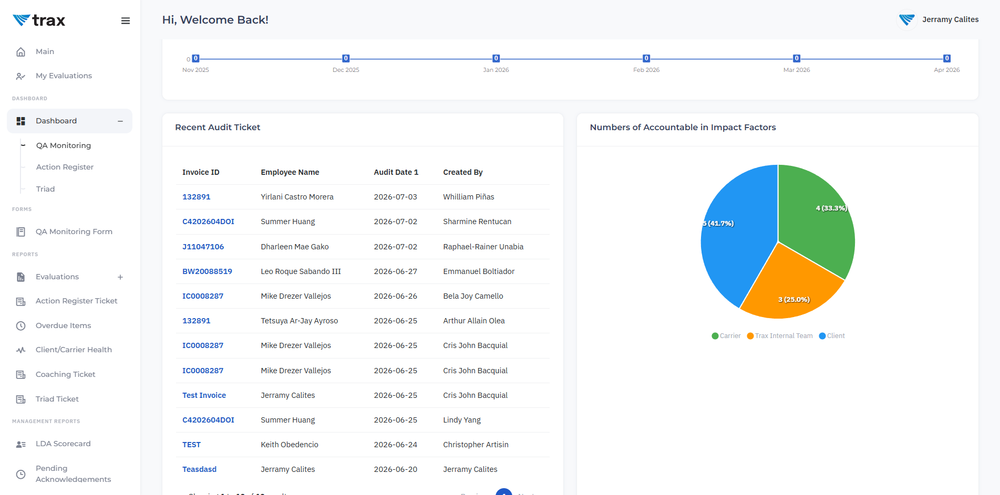 trax
Hi, Welcome Back!
Jerramy Calites
Main
My Evaluations
DASHBOARD
Dashboard
QA Monitoring
Action Register
Triad
FORMS
QA Monitoring Form
REPORTS
Evaluations
Action Register Ticket
Overdue Items
Client/Carrier Health
Coaching Ticket
Triad Ticket
MANAGEMENT REPORTS
LDA Scorecard
Pending
Acknowledgements
0 0 0 0 0 0 0
Nov 2025 Dec 2025 Jan 2026 Feb 2026 Mar 2026 Apr 2026
Recent Audit Ticket
Invoice ID Employee Name Audit Date 1 Created By
132891 Yirlani Castro Morera 2026-07-03 Whilliam Piñas
C4202604DOI Summer Huang 2026-07-02 Sharmine Rentucan
J11047106 Dharleen Mae Gako 2026-07-02 Raphael-Rainer Unabia
BW20088519 Leo Roque Sabando III 2026-06-27 Emmanuel Boltiador
IC0008287 Mike Drezer Vallejos 2026-06-26 Bela Joy Camello
132891 Tetsuya Ar-Jay Ayroso 2026-06-25 Arthur Allain Olea
IC0008287 Mike Drezer Vallejos 2026-06-25 Cris John Bacquial
IC0008287 Mike Drezer Vallejos 2026-06-25 Cris John Bacquial
Test Invoice Jerramy Calites 2026-06-25 Cris John Bacquial
C4202604DOI Summer Huang 2026-06-25 Lindy Yang
TEST Keith Obedencio 2026-06-24 Christopher Artisin
Teasdasd Jerramy Calites 2026-06-20 Jerramy Calites
Numbers of Accountable in Impact Factors
4 (33.3%)
5 (41.7%)
3 (25.0%)
Carrier Trax Internal Team Client